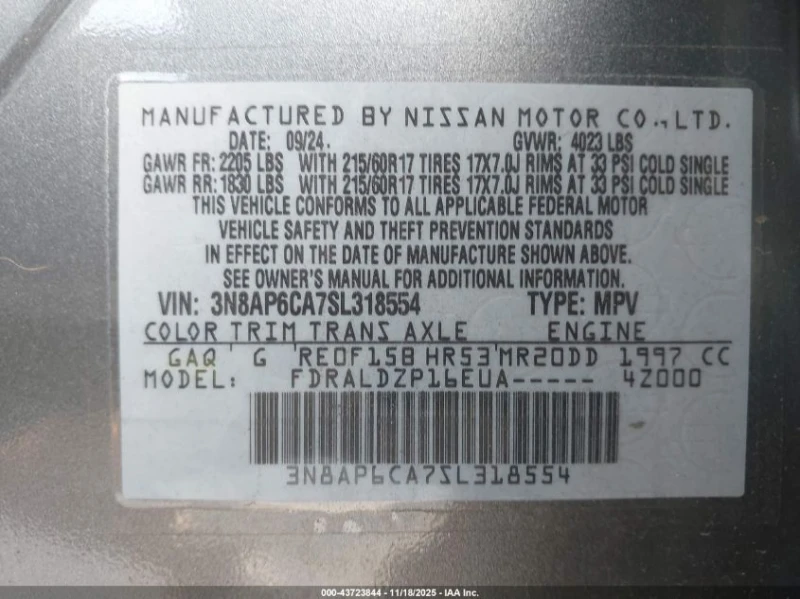 MANUFACTURED BY NISSAN MOTOR CO.,LTD.
DATE: 09/24. GVWR: 4023 LBS
GAWR FR: 2205 LBS WITH 215/60R17 TIRES 17X7.0J RIMS AT 33 PSI COLD SINGLE
GAWR RR: 1830 LBS WITH 215/60R17 TIRES 17X7.0J RIMS AT 33 PSI COLD SINGLE
THIS VEHICLE CONFORMS TO ALL APPLICABLE FEDERAL MOTOR
VEHICLE SAFETY AND THEFT PREVENTION STANDARDS
IN EFFECT ON THE DATE OF MANUFACTURE SHOWN ABOVE.
SEE OWNER'S MANUAL FOR ADDITIONAL INFORMATION.
VIN: 3N8AP6CA7SL318554 TYPE: MPV
COLOR TRIM TRANS AXLE ENGINE
GAQ G RE0F15B HR53 MR20DD 1997 CC
MODEL: FDRALDZP16EUA----- 4Z000
3N8AP6CA7SL318554
000-43723844 - 11/18/2025 - IAA Inc.